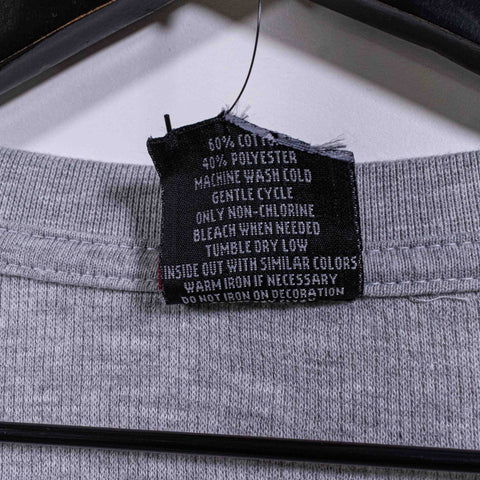 60% COTTON
40% POLYESTER
MACHINE WASH COLD
GENTLE CYCLE
ONLY NON-CHLORINE
BLEACH WHEN NEEDED
TUMBLE DRY LOW
INSIDE OUT WITH SIMILAR COLORS
WARM IRON IF NECESSARY
DO NOT IRON ON DECORATION